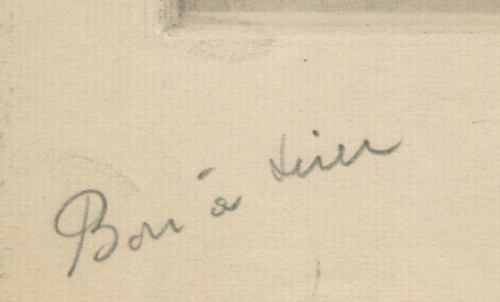 Bon à tirer